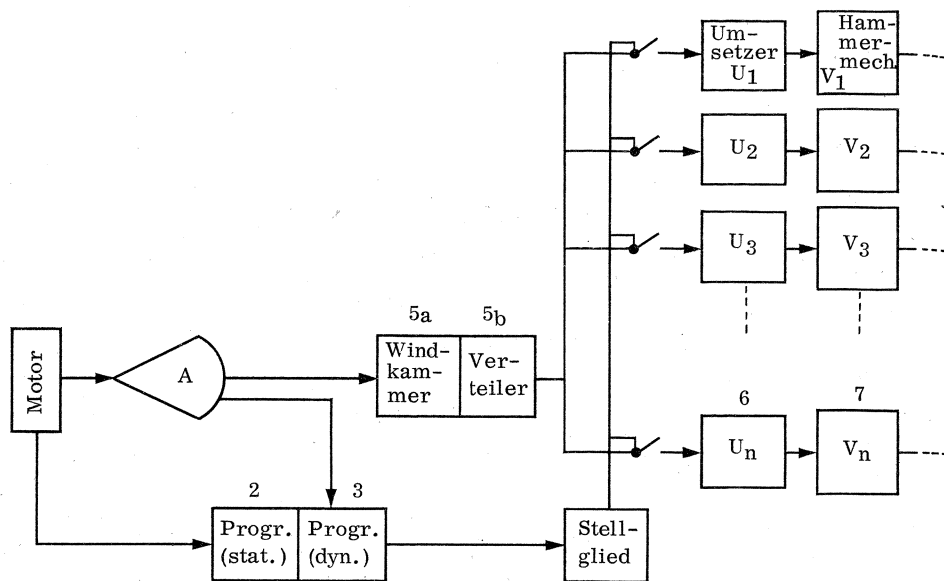 Um-
setzer
U1
Ham-
mer-
mech
V1
U2
V2
U3
V3
5a
5b
Motor
A
Wind-
kam-
mer
Ver-
teiler
6
7
Un
Vn
2
3
Progr.
(stat.)
Progr.
(dyn.)
Stell-
glied